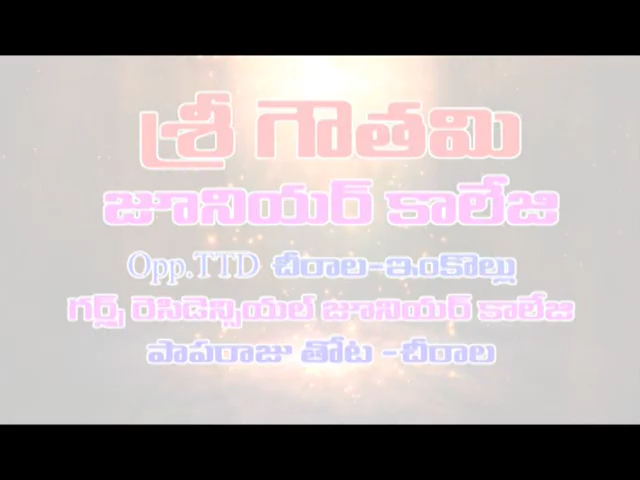 శ్రీ గౌతమి
జూనియర్ కాలేజి
Opp.TTD చీరాల-ఇంకొల్లు
గర్ల్స్ రెసిడెన్సియల్ జూనియర్ కాలేజి
పాపరాజు తోట -చీరాల